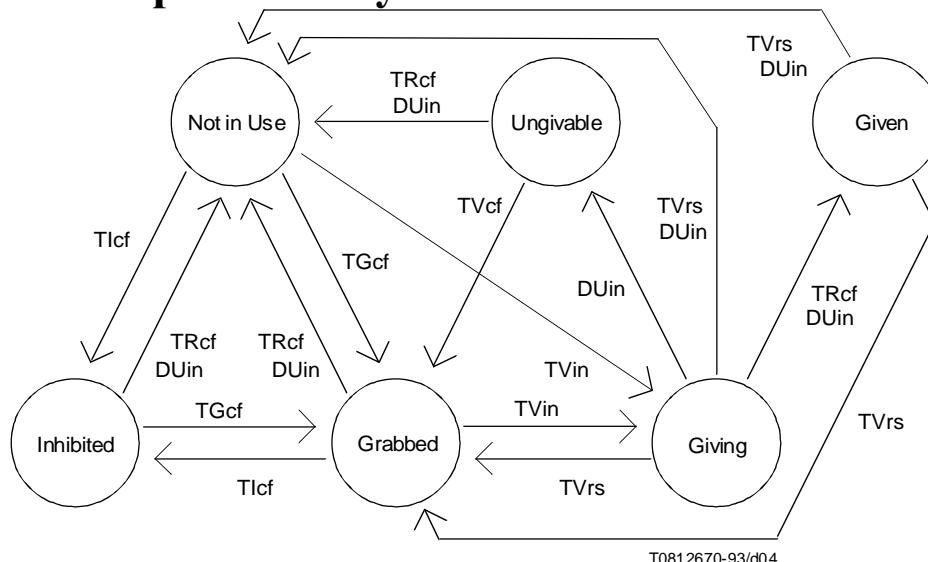 TVrs
DUin
TRcf
DUin
Not in Use
Ungivable
Given
TVcf
TVrs
DUin
TIcf
TGcf
DUin
TRcf
DUin
TRcf
DUin
TRcf
DUin
TVin
TGcf
TVin
TVrs
Inhibited
Grabbed
Giving
TIcf
TVrs
T0812670-93/d04